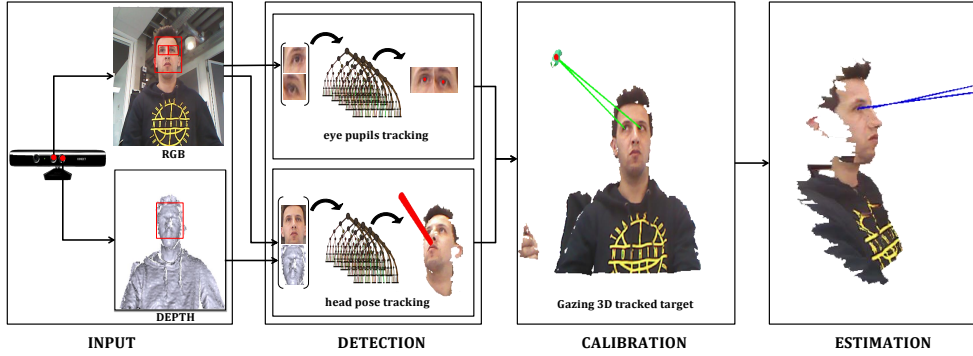 RGB
DEPTH
eye pupils tracking
head pose tracking
Gazing 3D tracked target
INPUT
DETECTION
CALIBRATION
ESTIMATION